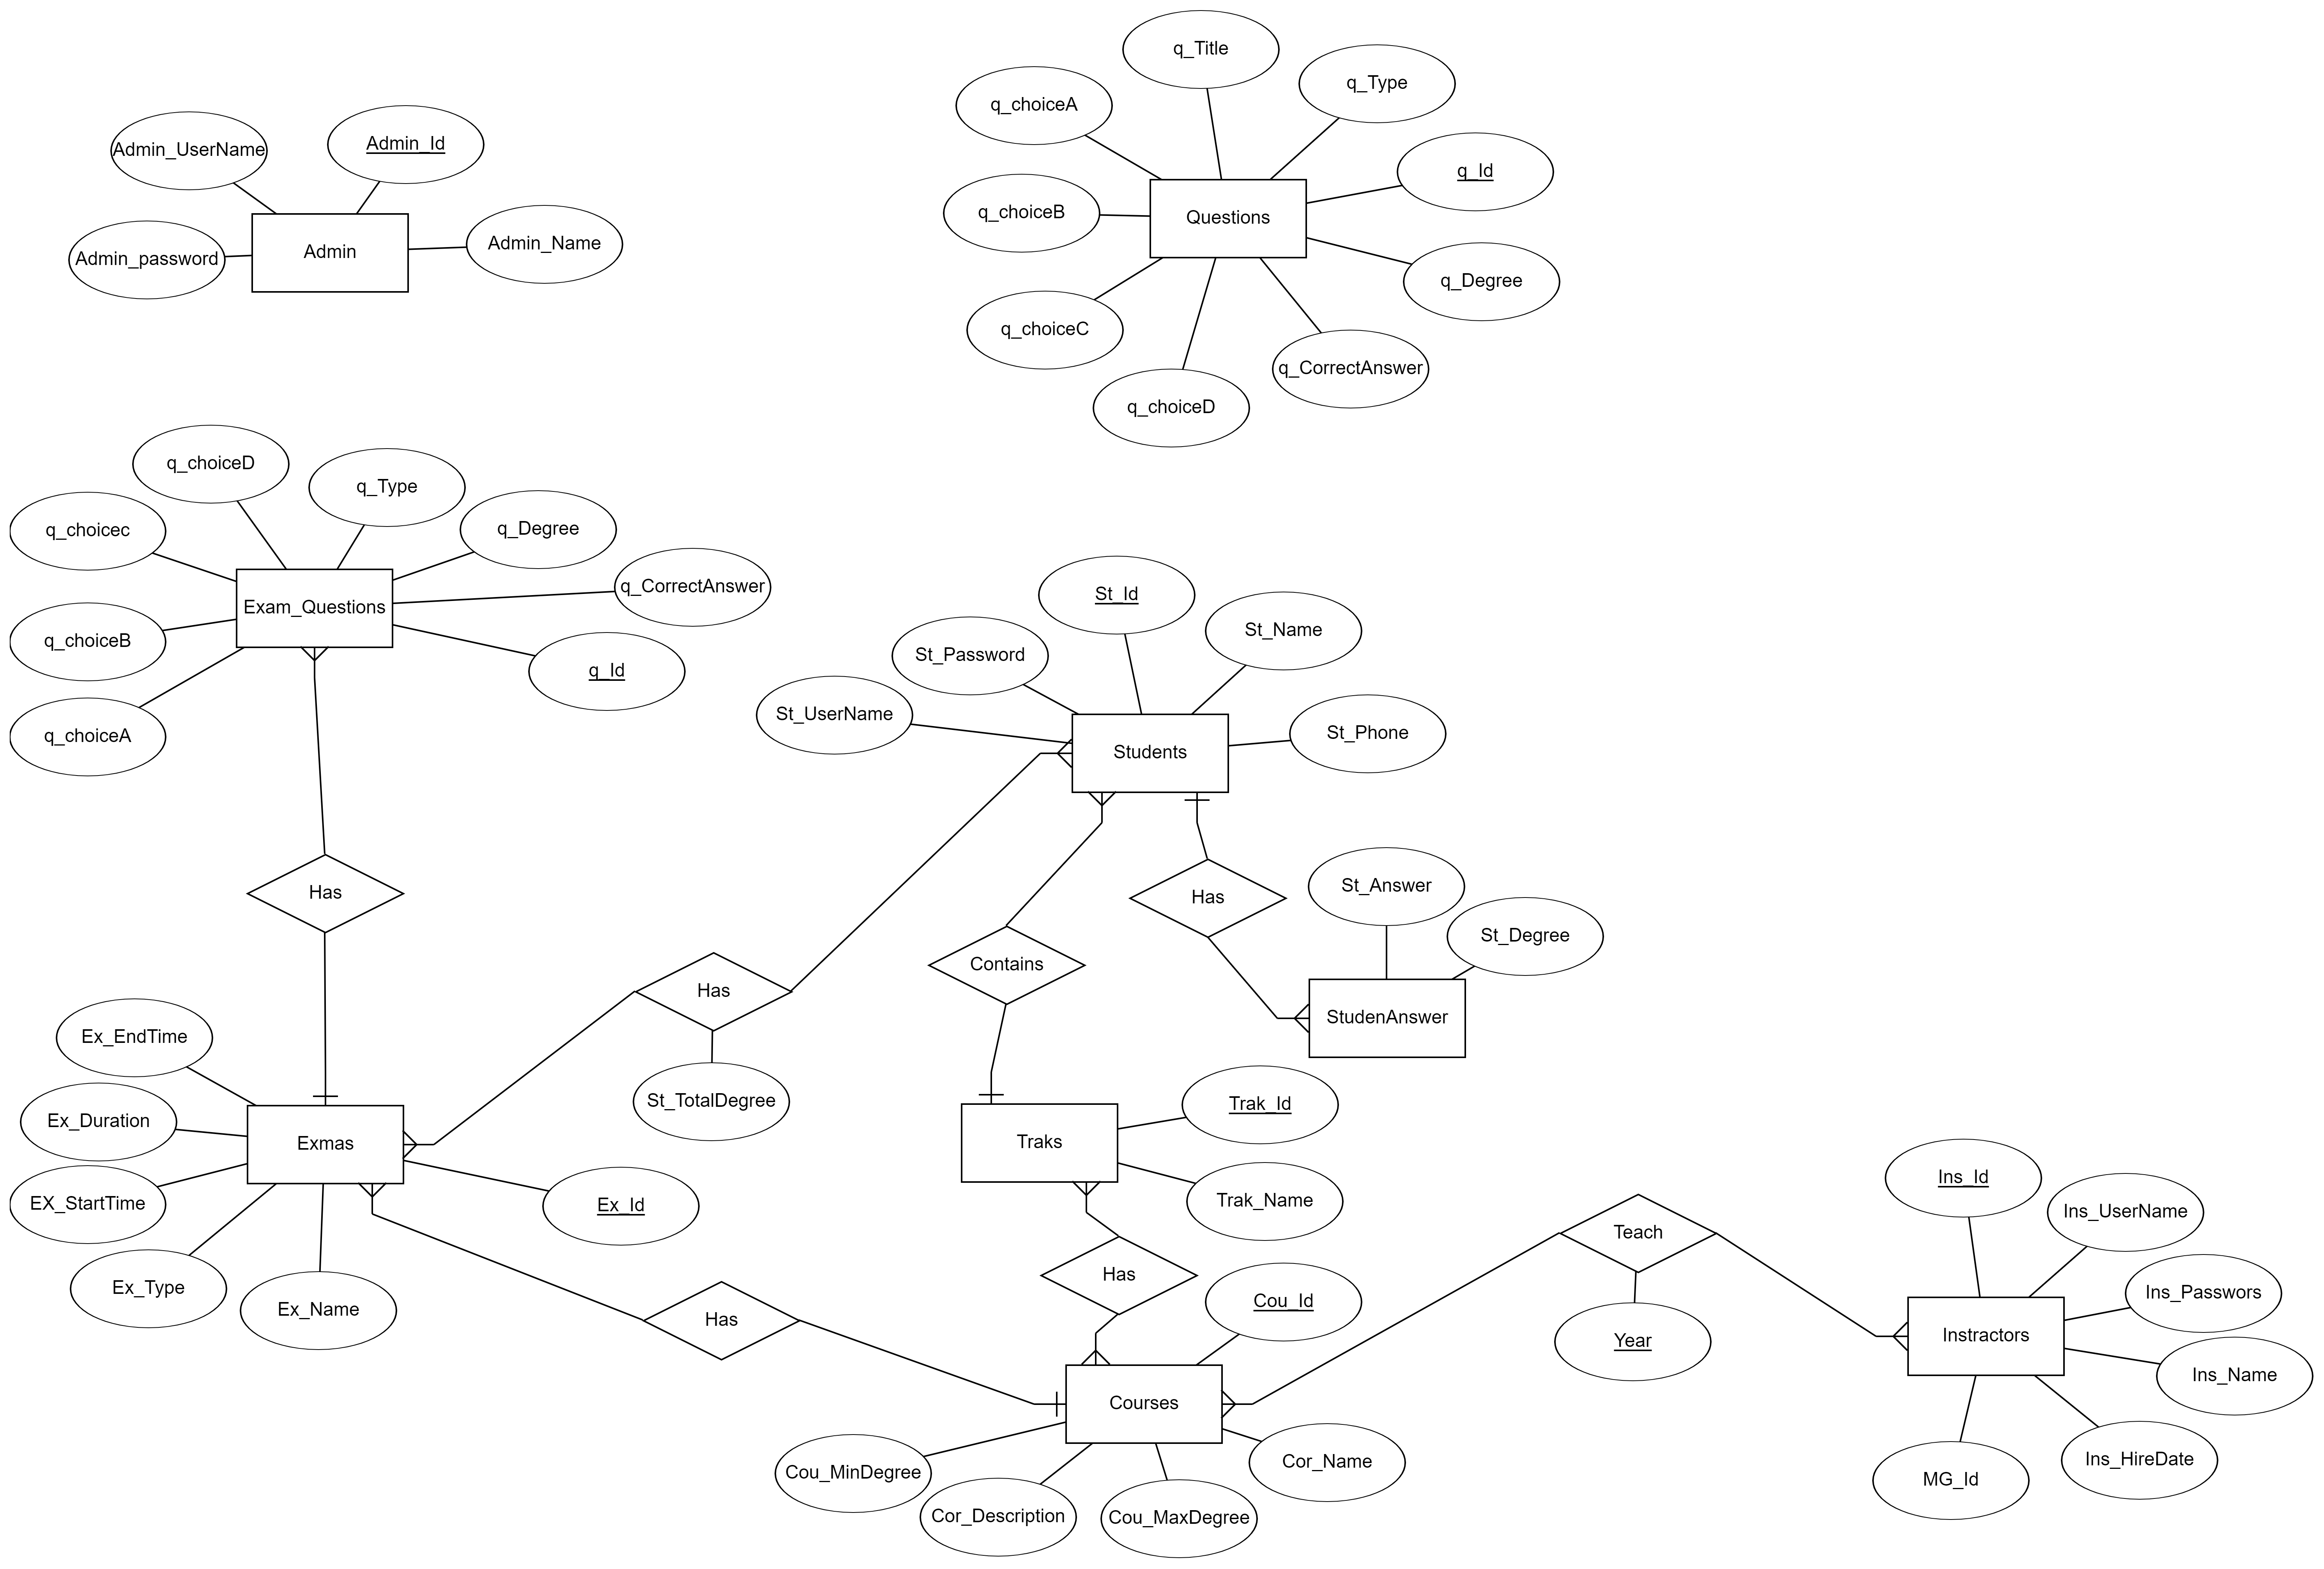 q_Title
q_Type
q_choiceA
Admin_UserName
Admin_Id
q_Id
q_choiceB
Questions
Admin_password
Admin
Admin_Name
q_Degree
q_choiceC
q_CorrectAnswer
q_choiceD
q_choiceD
q_Type
q_choicec
q_Degree
q_CorrectAnswer
Exam_Questions
q_choiceB
q_Id
q_choiceA
St_Id
St_Name
St_Password
St_UserName
St_Phone
Students
Has
Has
St_Answer
St_Degree
Contains
Has
StudenAnswer
Ex_EndTime
St_TotalDegree
Trak_Id
Ex_Duration
Exmas
Traks
EX_StartTime
Ex_Id
Trak_Name
Ins_Id
Ins_UserName
Teach
Ex_Type
Ex_Name
Has
Has
Cou_Id
Year
Ins_Passwors
Instractors
Ins_Name
Courses
Cou_MinDegree
Cor_Name
Cor_Description
Cou_MaxDegree
MG_Id
Ins_HireDate